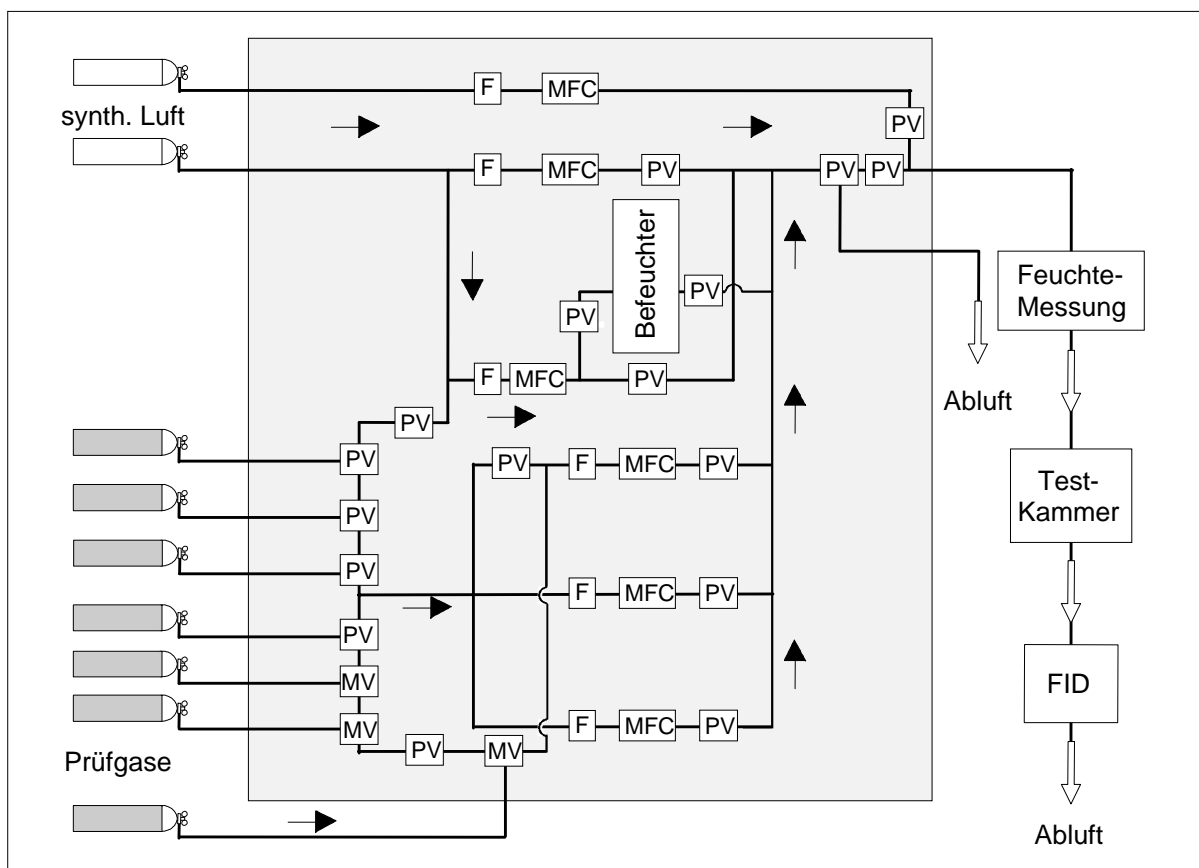 F
MFC
synth. Luft
PV
F
MFC
PV
PV
PV
Befeuchter
PV
PV
Feuchte-
Messung
F
MFC
PV
Abluft
PV
PV
PV
F
MFC
PV
Test-
Kammer
PV
PV
F
MFC
PV
PV
MV
FID
MV
F
MFC
PV
PV
MV
Prüfgase
Abluft